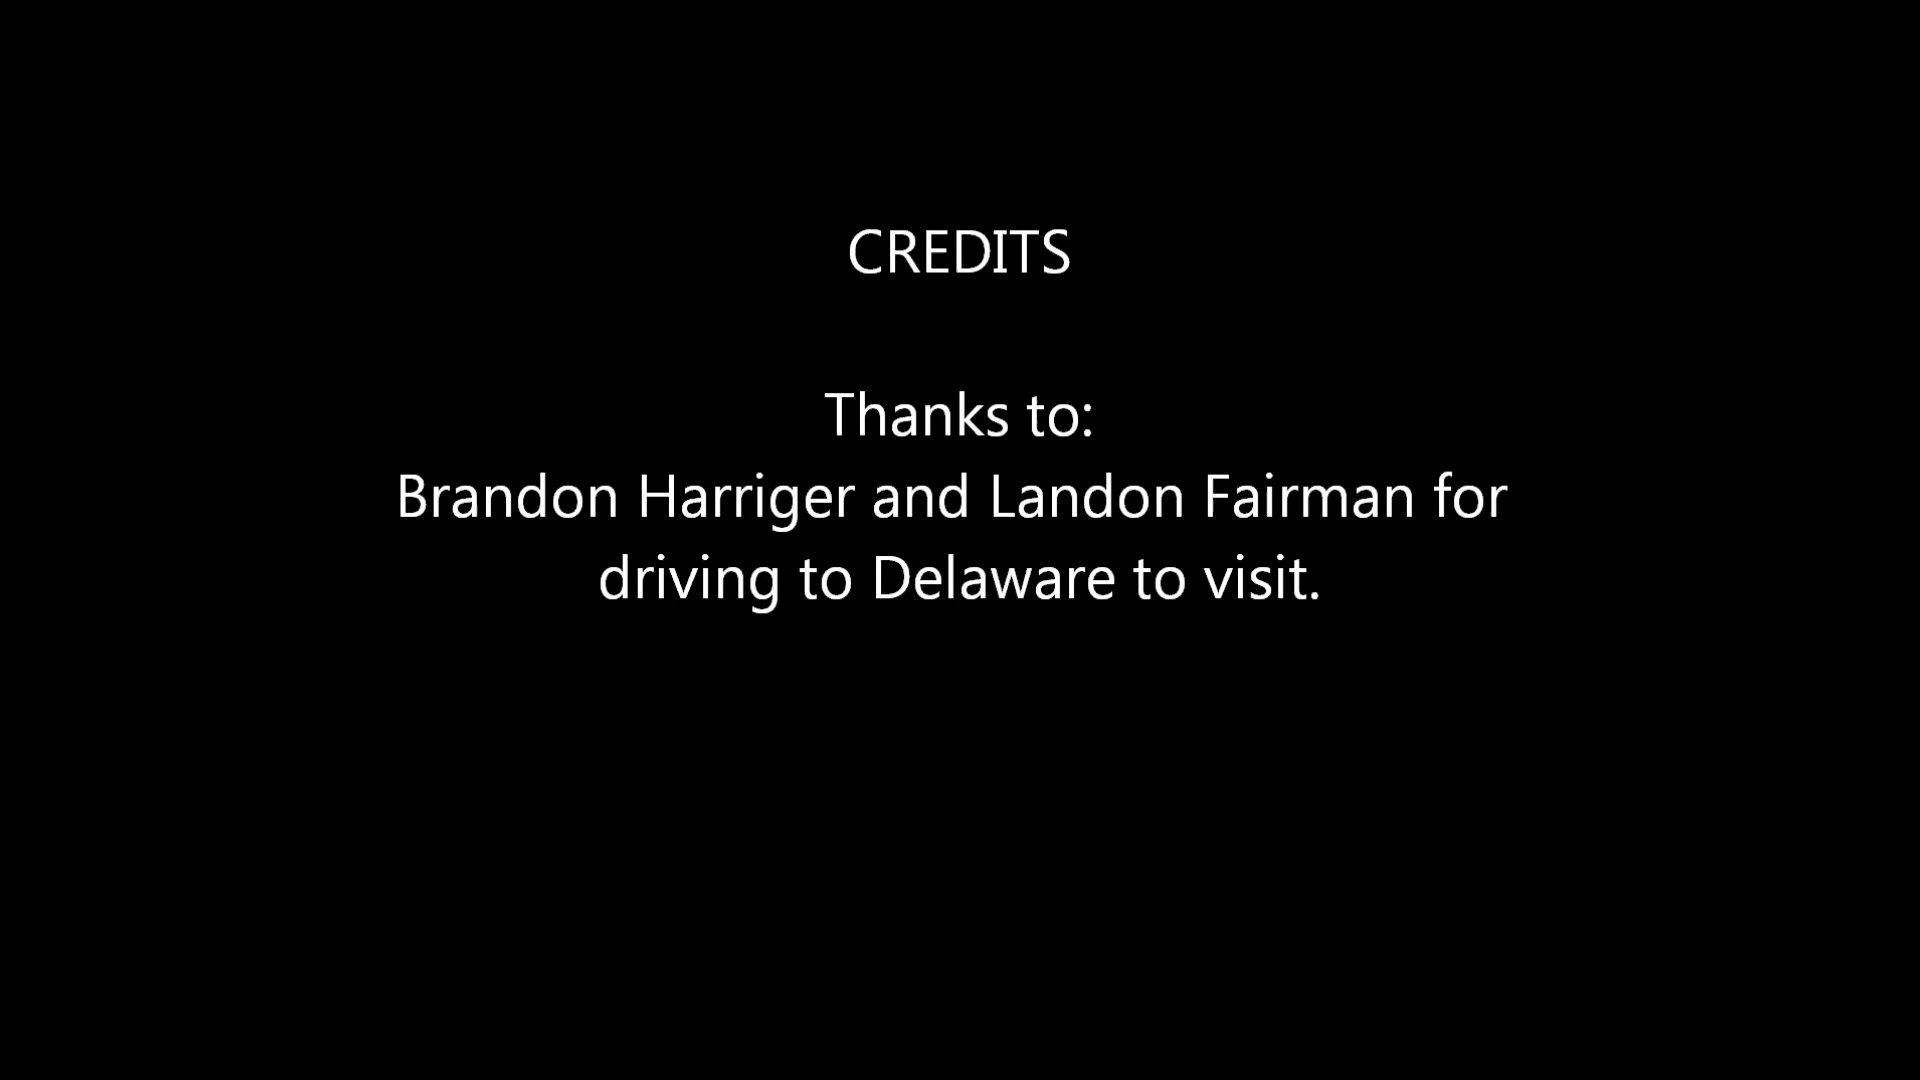 CREDITS
Thanks to:
Brandon Harriger and Landon Fairman for
driving to Delaware to visit.